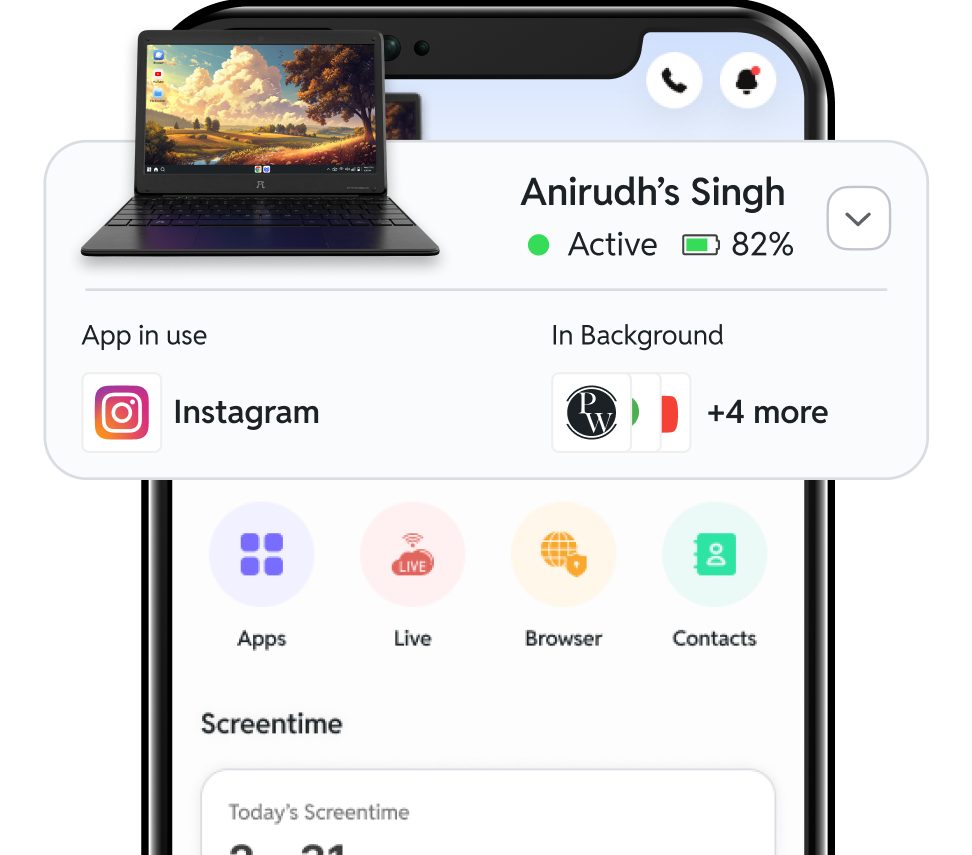 Anirudh’s Singh
Active 82%
App in use
In Background
Instagram
PW
+4 more
LIVE
Apps
Live
Browser
Contacts
Screentime
Today’s Screentime